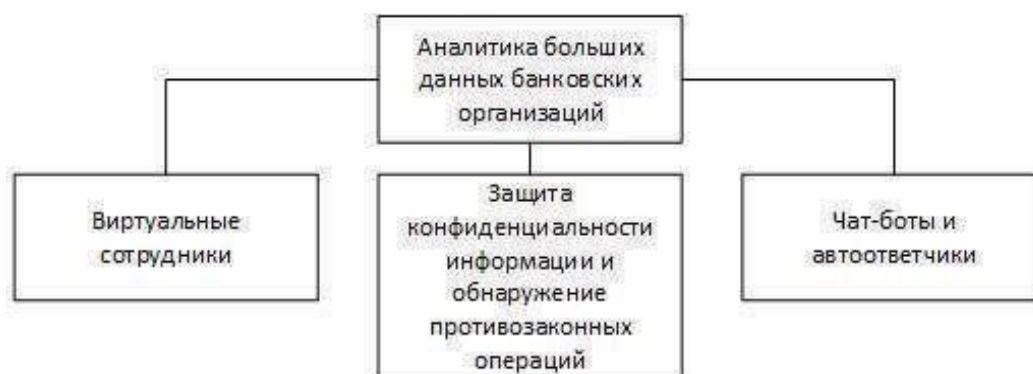 Аналитика больших
данных банковских
организаций
Виртуальные
сотрудники
Защита
конфиденциальности
информации и
обнаружение
противозаконных
операций
Чат-боты и
автоответчики